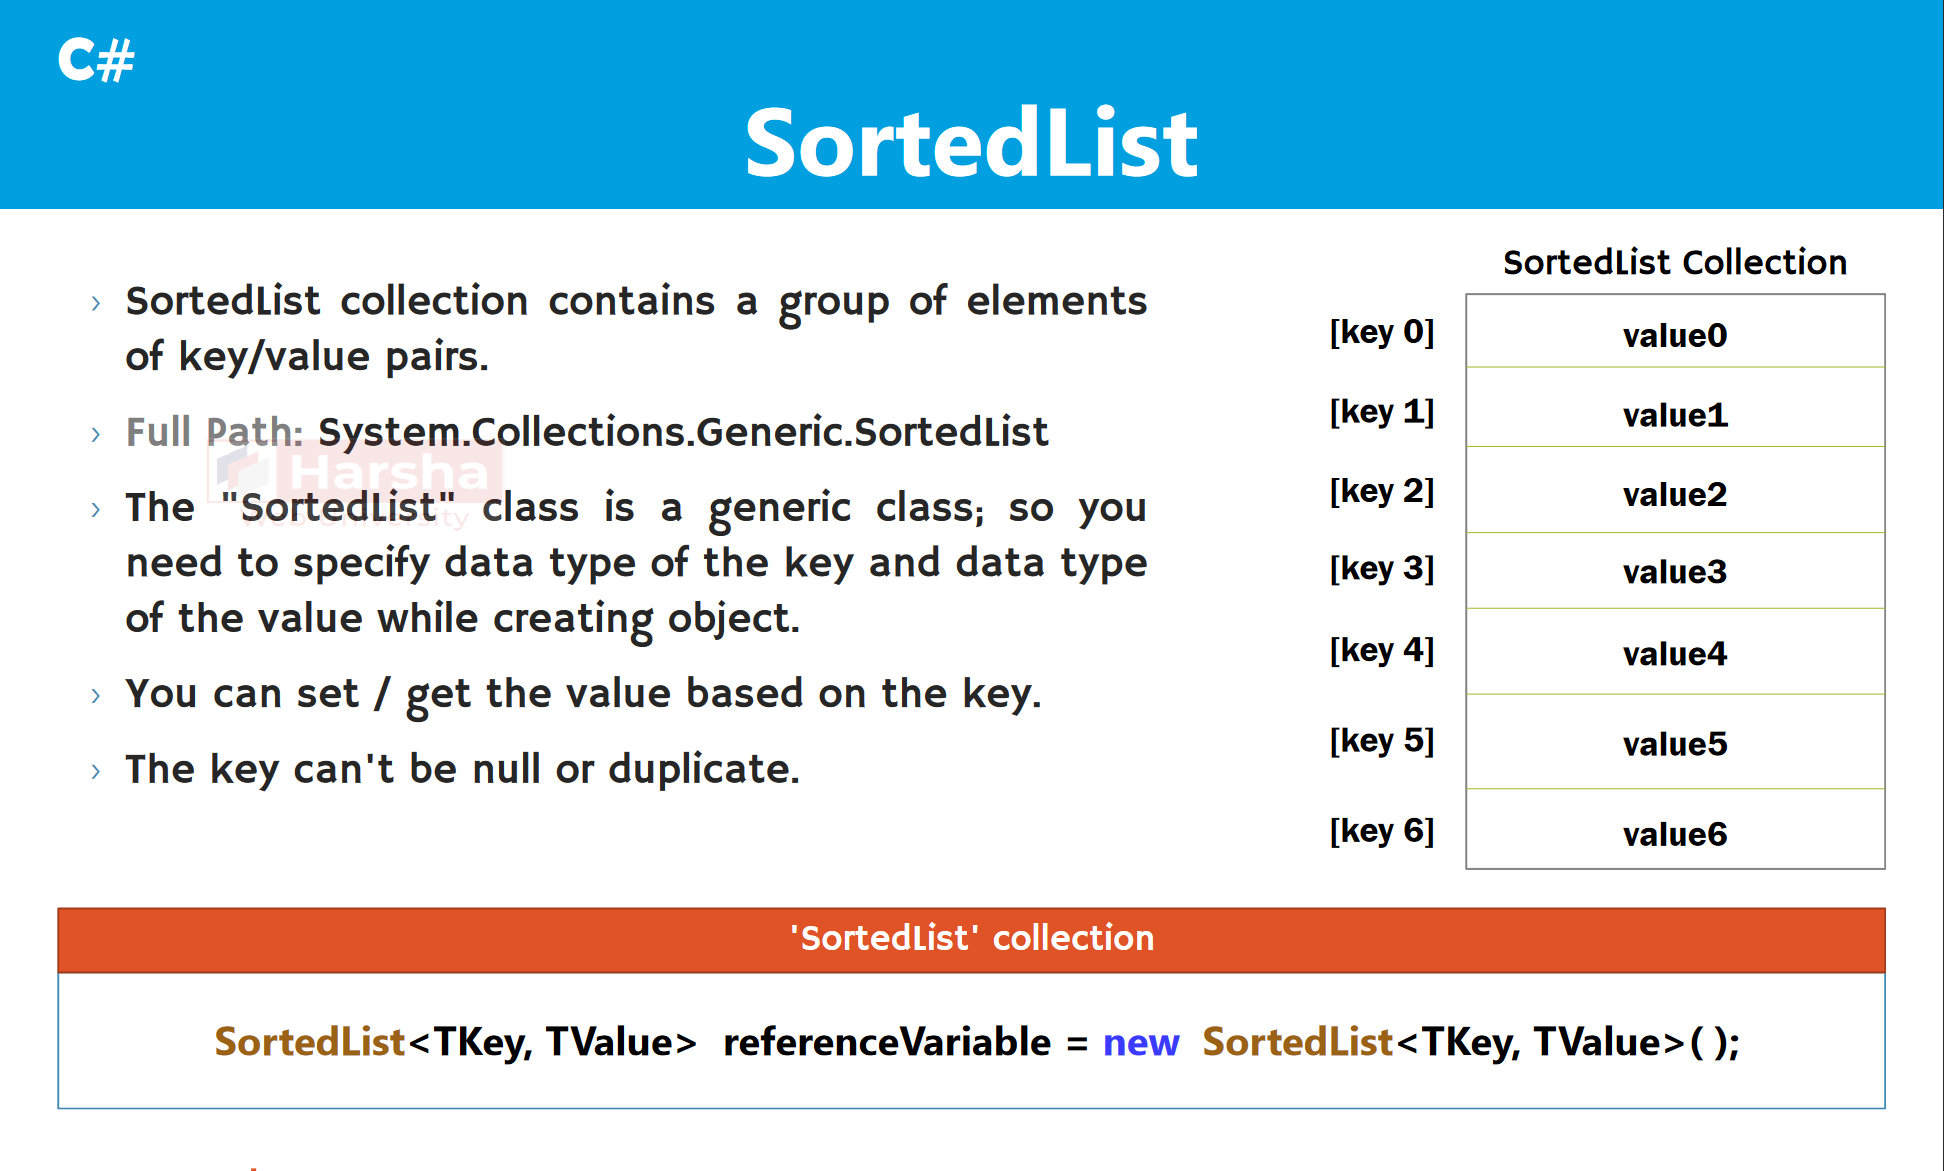 C#
SortedList
› SortedList collection contains a group of elements
of key/value pairs.
› Full Path: System.Collections.Generic.SortedList
› The "SortedList" class is a generic class; so you
need to specify data type of the key and data type
of the value while creating object.
› You can set / get the value based on the key.
› The key can't be null or duplicate.
Harsha
Web University
SortedList Collection
[key 0] value0
[key 1] value1
[key 2] value2
[key 3] value3
[key 4] value4
[key 5] value5
[key 6] value6
'SortedList' collection
SortedList<TKey, TValue> referenceVariable = new SortedList<TKey, TValue>( );